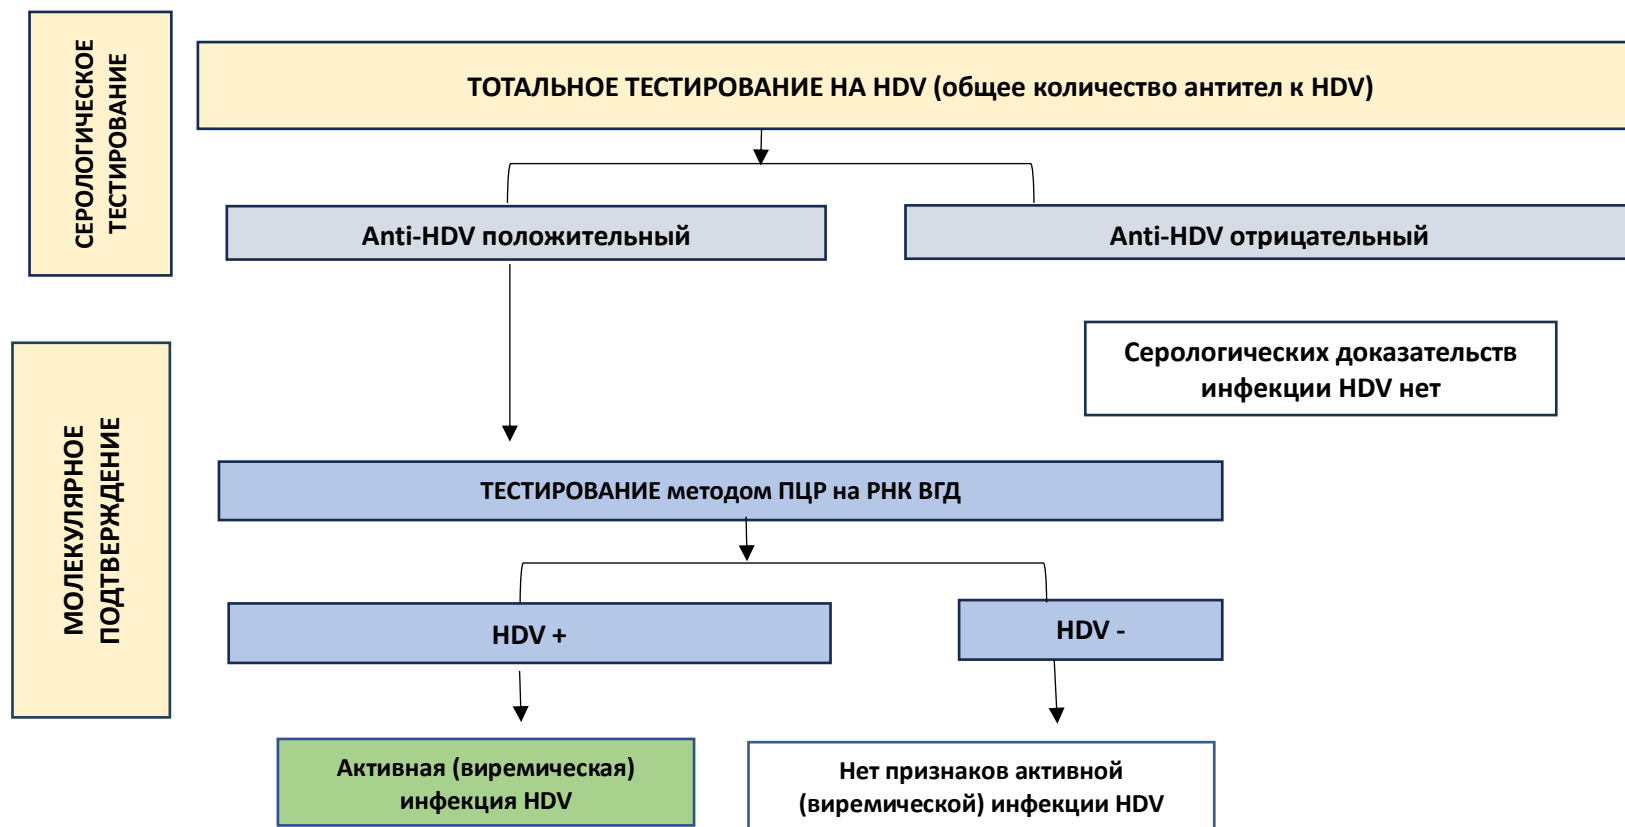 СЕРОЛОГИЧЕСКОЕ
ТЕСТИРОВАНИЕ
ТОТАЛЬНОЕ ТЕСТИРОВАНИЕ НА HDV (общее количество антител к HDV)
Anti-HDV положительный
Anti-HDV отрицательный
Серологических доказательств
инфекции HDV нет
МОЛЕКУЛЯРНОЕ
ПОДТВЕРЖДЕНИЕ
ТЕСТИРОВАНИЕ методом ПЦР на РНК ВГД
HDV +
HDV -
Активная (виремическая)
инфекция HDV
Нет признаков активной
(виремической) инфекции HDV